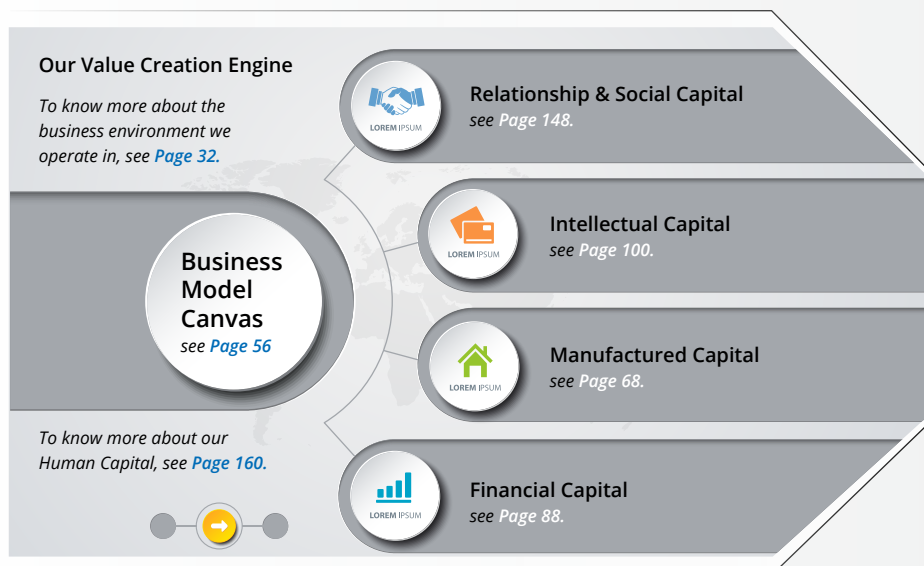 Our Value Creation Engine
To know more about the
business environment we
operate in, see Page 32.
Business
Model
Canvas
see Page 56
To know more about our
Human Capital, see Page 160.
LOREM IPSUM
Relationship & Social Capital
see Page 148.
LOREM IPSUM
Intellectual Capital
see Page 100.
LOREM IPSUM
Manufactured Capital
see Page 68.
LOREM IPSUM
Financial Capital
see Page 88.